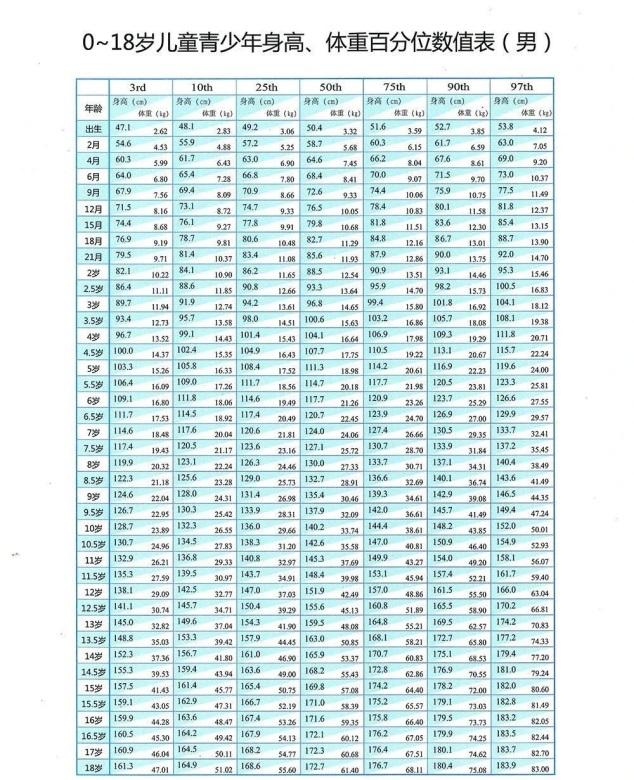 0~18岁儿童青少年身高、体重百分位数值表（男）
年龄 3rd 10th 25th 50th 75th 90th 97th
身高（cm） 体重（kg） 身高（cm） 体重（kg） 身高（cm） 体重（kg） 身高（cm） 体重（kg） 身高（cm） 体重（kg） 身高（cm） 体重（kg） 身高（cm） 体重（kg）
出生 47.1 2.62 48.1 2.83 49.2 3.06 50.4 3.32 51.6 3.59 52.7 3.85 53.8 4.12
2月 54.6 4.53 55.9 4.88 57.2 5.25 58.7 5.68 60.3 6.15 61.7 6.59 63.0 7.05
4月 60.3 5.99 61.7 6.43 63.0 6.90 64.6 7.45 66.2 8.04 67.6 8.61 69.0 9.20
6月 64.0 6.80 65.4 7.28 66.8 7.80 68.4 8.41 70.0 9.07 71.5 9.70 73.0 10.37
9月 67.9 7.56 69.4 8.09 70.9 8.66 72.6 9.33 74.4 10.06 75.9 10.75 77.5 11.49
12月 71.5 8.16 73.1 8.72 74.7 9.33 76.5 10.05 78.4 10.83 80.1 11.58 81.8 12.37
15月 74.4 8.68 76.1 9.27 77.8 9.91 79.8 10.68 81.8 11.51 83.6 12.30 85.4 13.15
18月 76.9 9.19 78.7 9.81 80.6 10.48 82.7 11.29 84.8 12.16 86.7 13.01 88.7 13.90
21月 79.5 9.71 81.4 10.37 83.4 11.08 85.6 11.93 87.9 12.86 90.0 13.75 92.0 14.70
2岁 82.1 10.22 84.1 10.90 86.2 11.65 88.5 12.54 90.9 13.51 93.1 14.46 95.3 15.46
2.5岁 86.4 11.11 88.6 11.85 90.8 12.66 93.3 13.64 95.9 14.70 98.2 15.73 100.5 16.83
3岁 89.7 11.94 91.9 12.74 94.2 13.61 96.8 14.65 99.4 15.80 101.8 16.92 104.1 18.12
3.5岁 93.4 12.73 95.7 13.58 98.0 14.51 100.6 15.63 103.2 16.86 105.7 18.08 108.1 19.38
4岁 96.7 13.52 99.1 14.43 101.4 15.43 104.1 16.64 106.9 17.98 109.3 19.29 111.8 20.71
4.5岁 100.0 14.37 102.4 15.35 104.9 16.43 107.7 17.75 110.5 19.22 113.1 20.67 115.7 22.24
5岁 103.3 15.26 105.8 16.33 108.4 17.52 111.3 18.98 114.2 20.61 116.9 22.23 119.6 24.00
5.5岁 106.4 16.09 109.0 17.26 111.7 18.56 114.7 20.18 117.7 21.98 120.5 23.81 123.3 25.81
6岁 109.1 16.80 111.8 18.06 114.6 19.49 117.7 21.26 120.9 23.26 123.7 25.29 126.6 27.55
6.5岁 111.7 17.53 114.5 18.92 117.4 20.49 120.7 22.45 123.9 24.70 126.9 27.00 129.9 29.57
7岁 114.6 18.48 117.6 20.04 120.6 21.81 124.0 24.06 127.4 26.66 130.5 29.35 133.7 32.41
7.5岁 117.4 19.43 120.5 21.17 123.6 23.16 127.1 25.72 130.7 28.70 133.9 31.84 137.2 35.45
8岁 119.9 20.32 123.1 22.24 126.3 24.46 130.0 27.33 133.7 30.71 137.1 34.31 140.4 38.49
8.5岁 122.3 21.18 125.6 23.28 129.0 25.73 132.7 28.91 136.6 32.69 140.1 36.74 143.6 41.49
9岁 124.6 22.04 128.0 24.31 131.4 26.98 135.4 30.46 139.3 34.61 142.9 39.08 146.5 44.35
9.5岁 126.7 22.95 130.3 25.42 133.9 28.31 137.9 32.09 142.0 36.61 145.7 41.49 149.4 47.24
10岁 128.7 23.89 132.3 26.55 136.0 29.66 140.2 33.74 144.4 38.61 148.2 43.85 152.0 50.01
10.5岁 130.7 24.96 134.5 27.83 138.3 31.20 142.6 35.58 147.0 40.81 150.9 46.40 154.9 52.93
11岁 132.9 26.21 136.8 29.33 140.8 32.97 145.3 37.69 149.9 43.27 154.0 49.20 158.1 56.07
11.5岁 135.3 27.59 139.5 30.97 143.7 34.91 148.4 39.98 153.1 45.94 157.4 52.21 161.7 59.40
12岁 138.1 29.09 142.5 32.77 147.0 37.03 151.9 42.49 157.0 48.86 161.5 55.50 166.0 63.04
12.5岁 141.1 30.74 145.7 34.71 150.4 39.29 155.6 45.13 160.8 51.89 165.5 58.90 170.2 66.81
13岁 145.0 32.82 149.6 37.04 154.3 41.90 159.5 48.08 164.8 55.21 169.5 62.57 174.2 70.83
13.5岁 148.8 35.03 153.3 39.42 157.9 44.45 163.0 50.85 168.1 58.21 172.7 65.80 177.2 74.33
14岁 152.3 37.36 156.7 41.80 161.0 46.90 165.9 53.37 170.7 60.83 175.1 68.53 179.4 77.20
14.5岁 155.3 39.53 159.4 43.94 163.6 49.00 168.2 55.43 172.8 62.86 176.9 70.55 181.0 79.24
15岁 157.5 41.43 161.4 45.77 165.4 50.75 169.8 57.08 174.2 64.40 178.2 72.00 182.0 80.60
15.5岁 159.1 43.05 162.9 47.31 166.7 52.19 171.0 58.39 175.2 65.57 179.1 73.03 182.8 81.49
16岁 159.9 44.28 163.6 48.47 167.4 53.26 171.6 59.35 175.8 66.40 179.5 73.73 183.2 82.05
16.5岁 160.5 45.30 164.2 49.42 167.9 54.13 172.1 60.12 176.2 67.05 179.9 74.25 183.5 82.44
17岁 160.9 46.04 164.5 50.11 168.2 54.77 172.3 60.68 176.4 67.51 180.1 74.62 183.7 82.70
18岁 161.3 47.01 164.9 51.02 168.6 55.60 172.7 61.40 176.7 68.11 180.4 75.08 183.9 83.00